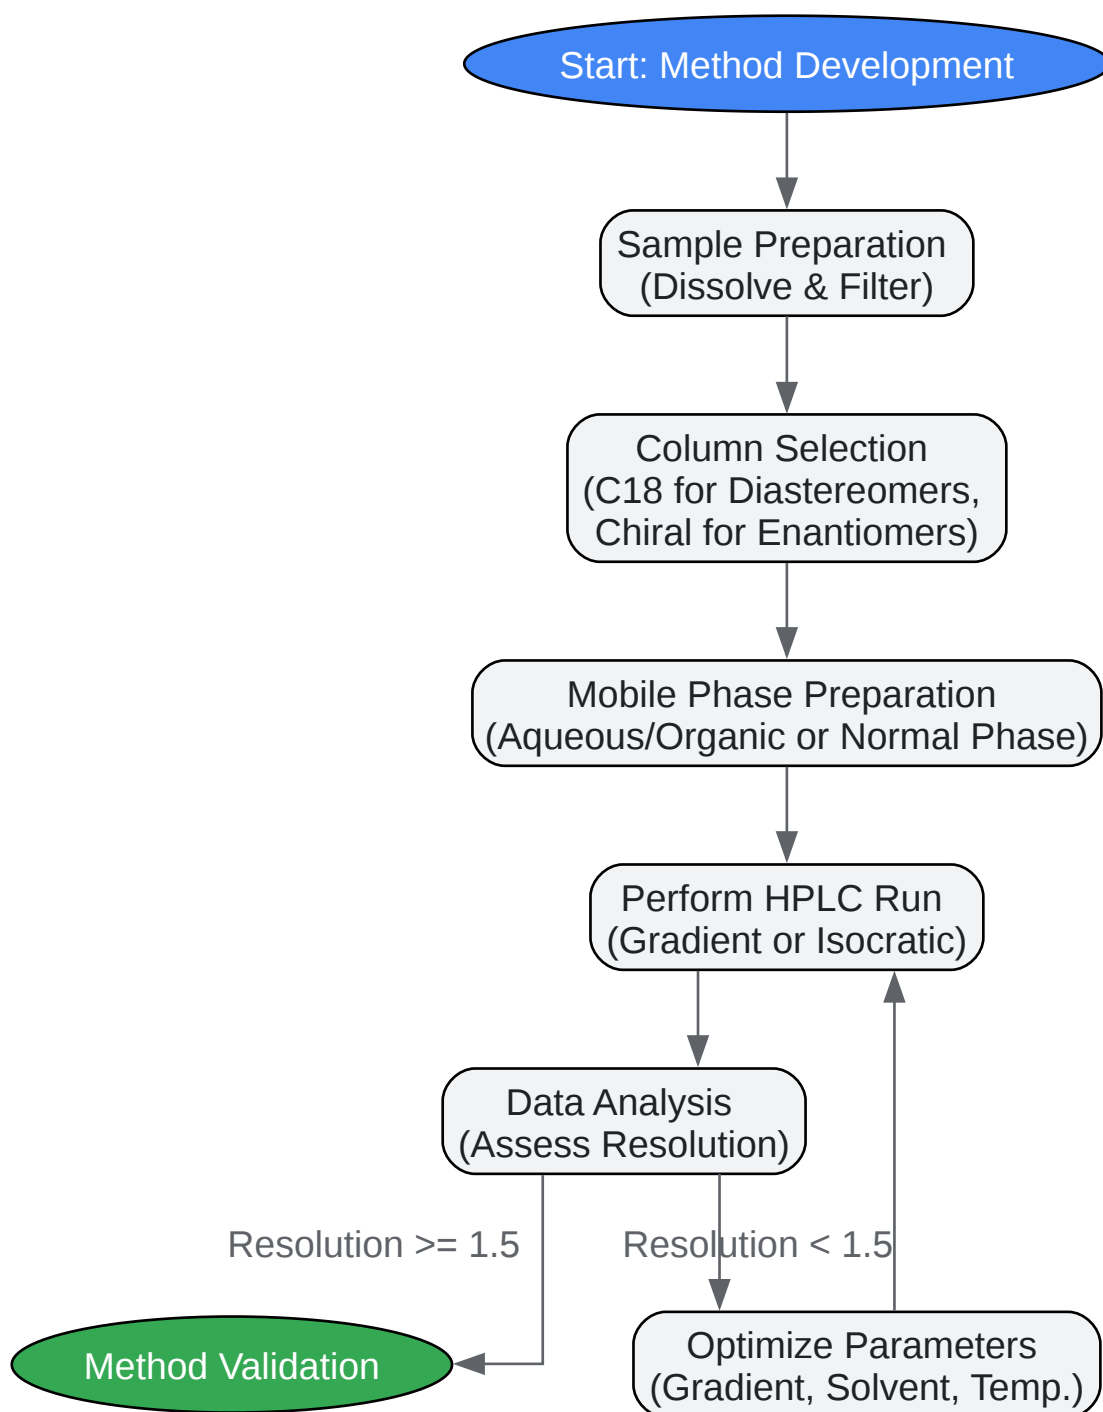 Start: Method Development
Sample Preparation
(Dissolve & Filter)
Column Selection
(C18 for Diastereomers,
Chiral for Enantiomers)
Mobile Phase Preparation
(Aqueous/Organic or Normal Phase)
Perform HPLC Run
(Gradient or Isocratic)
Data Analysis
(Assess Resolution)
Resolution >= 1.5
Resolution < 1.5
Method Validation
Optimize Parameters
(Gradient, Solvent, Temp.)